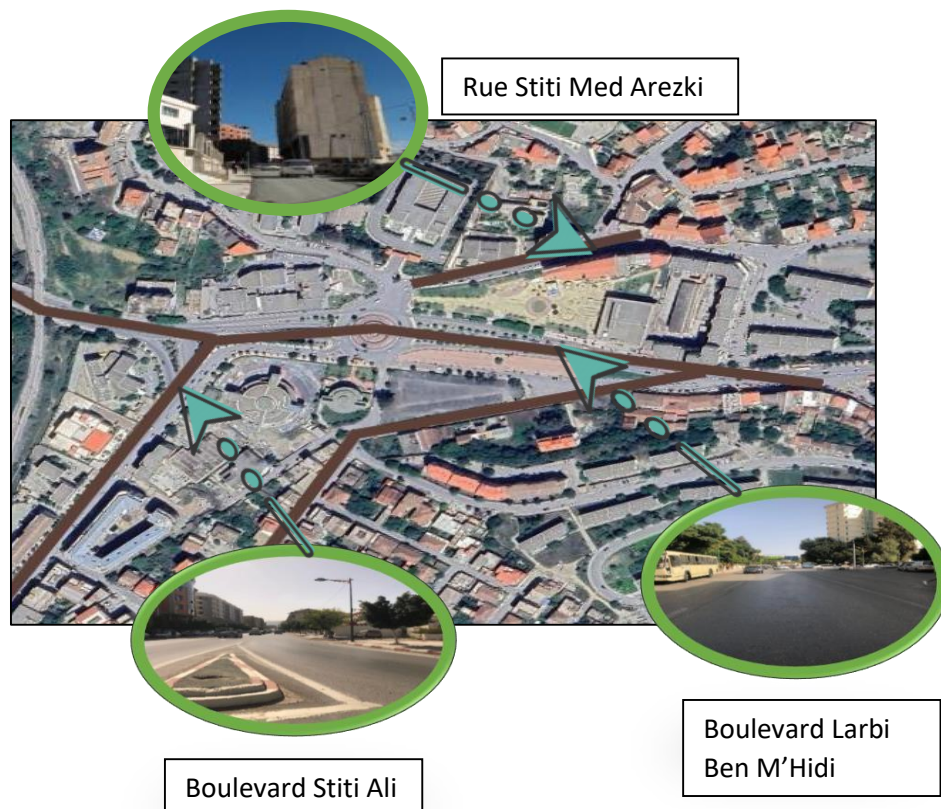 Rue Stiti Med Arezki
Boulevard Larbi
Ben M’Hidi
Boulevard Stiti Ali